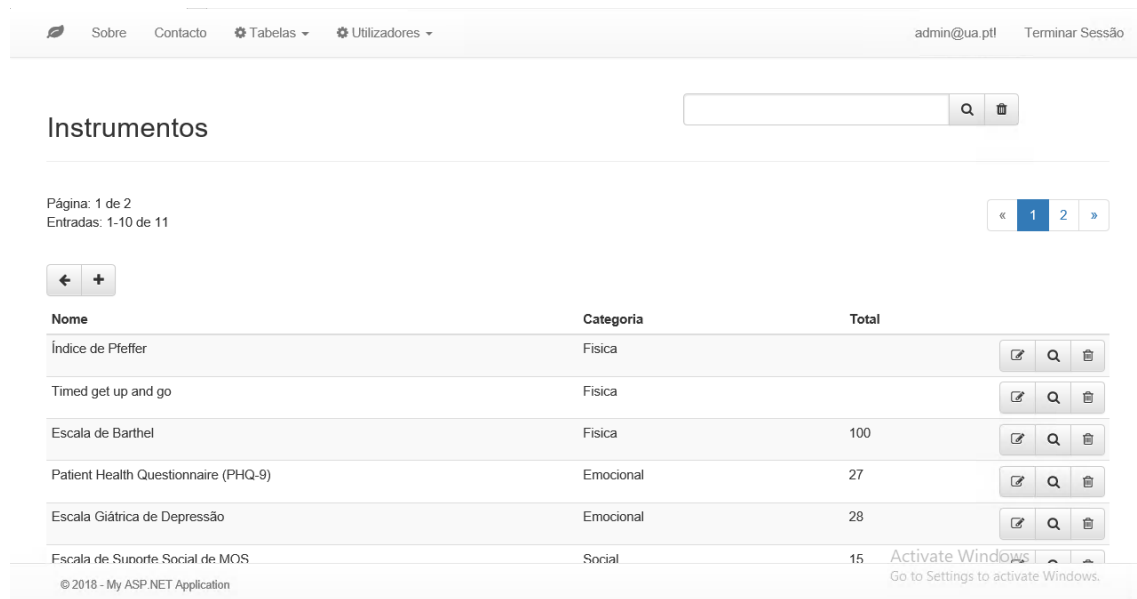 Sobre Contacto Tabelas Utilizadores admin@ua.pt! Terminar Sessão
Instrumentos
Página: 1 de 2
Entradas: 1-10 de 11
« 1 2 »
Nome Categoria Total
Índice de Pfeffer Fisica
Timed get up and go Fisica
Escala de Barthel Fisica 100
Patient Health Questionnaire (PHQ-9) Emocional 27
Escala Giátrica de Depressão Emocional 28
Escala de Suporte Social de MOS Social 15
Activate Windows
Go to Settings to activate Windows.
© 2018 - My ASP.NET Application